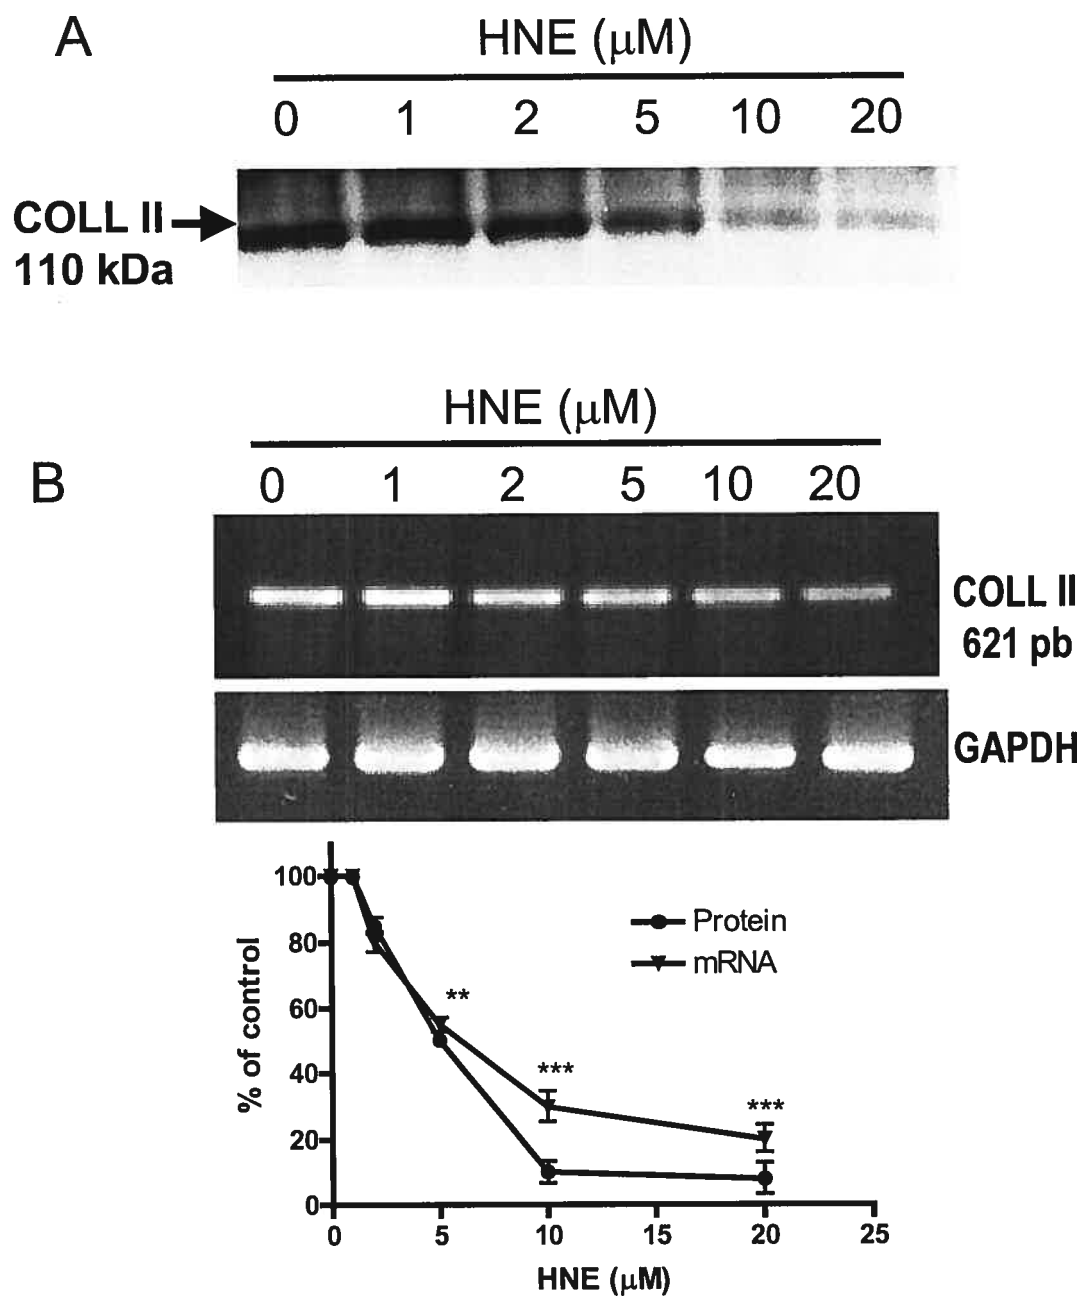 A
HNE (μM)
0 1 2 5 10 20
COLL II
110 kDa
HNE (μM)
B
0 1 2 5 10 20
COLL II
621 pb
GAPDH
100
80
60
40
20
0
% of control
Protein
mRNA
**
***
***
0 5 10 15 20 25
HNE (μM)